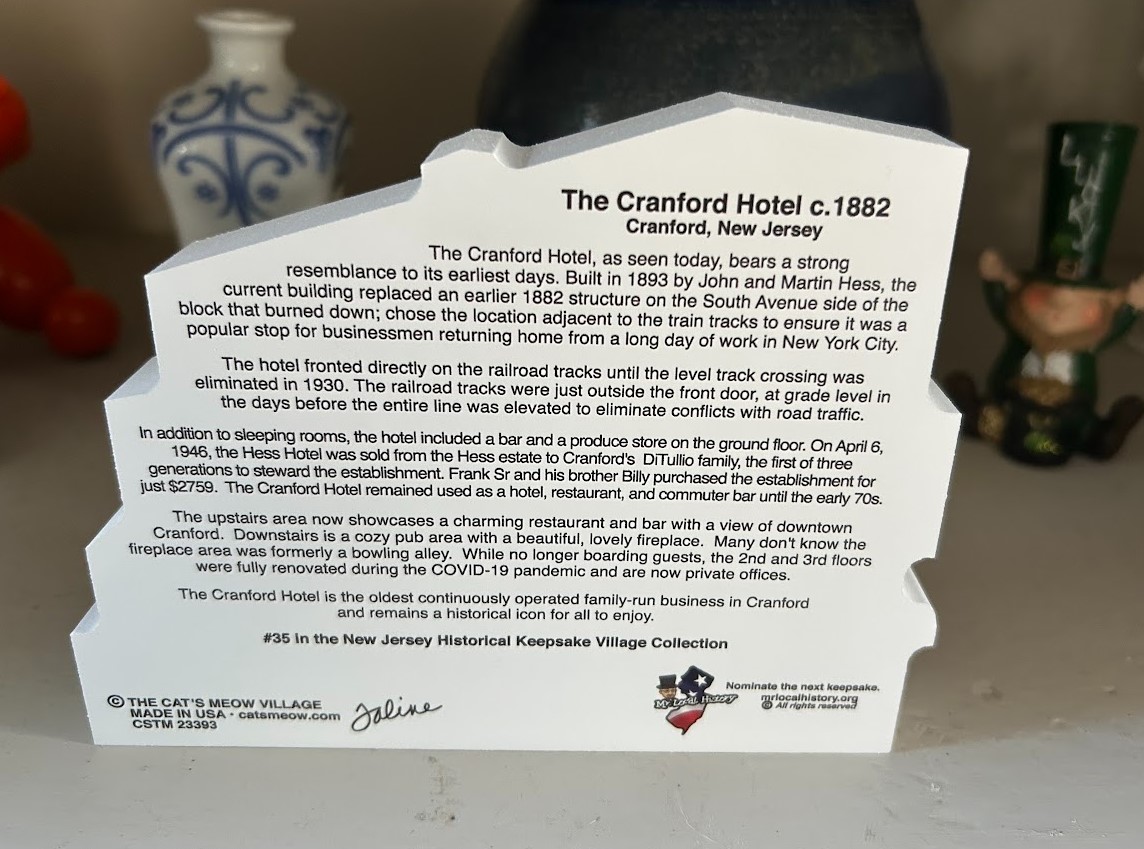 The Cranford Hotel c.1882
Cranford, New Jersey
The Cranford Hotel, as seen today, bears a strong
resemblance to its earliest days. Built in 1893 by John and Martin Hess, the
current building replaced an earlier 1882 structure on the South Avenue side of the
block that burned down; chose the location adjacent to the train tracks to ensure it was a
popular stop for businessmen returning home from a long day of work in New York City.
The hotel fronted directly on the railroad tracks until the level track crossing was
eliminated in 1930. The railroad tracks were just outside the front door, at grade level in
the days before the entire line was elevated to eliminate conflicts with road traffic.
In addition to sleeping rooms, the hotel included a bar and a produce store on the ground floor. On April 6,
1946, the Hess Hotel was sold from the Hess estate to Cranford's DiTullio family, the first of three
generations to steward the establishment. Frank Sr and his brother Billy purchased the establishment for
just $2759. The Cranford Hotel remained used as a hotel, restaurant, and commuter bar until the early 70s.
The upstairs area now showcases a charming restaurant and bar with a view of downtown
Cranford. Downstairs is a cozy pub area with a beautiful, lovely fireplace. Many don't know the
fireplace area was formerly a bowling alley. While no longer boarding guests, the 2nd and 3rd floors
were fully renovated during the COVID-19 pandemic and are now private offices.
The Cranford Hotel is the oldest continuously operated family-run business in Cranford
and remains a historical icon for all to enjoy.
#35 in the New Jersey Historical Keepsake Village Collection
© THE CAT'S MEOW VILLAGE
MADE IN USA · catsmeow.com
CSTM 23393
Jaline
Mr Local History
Nominate the next keepsake.
mrlocalhistory.org
© All rights reserved